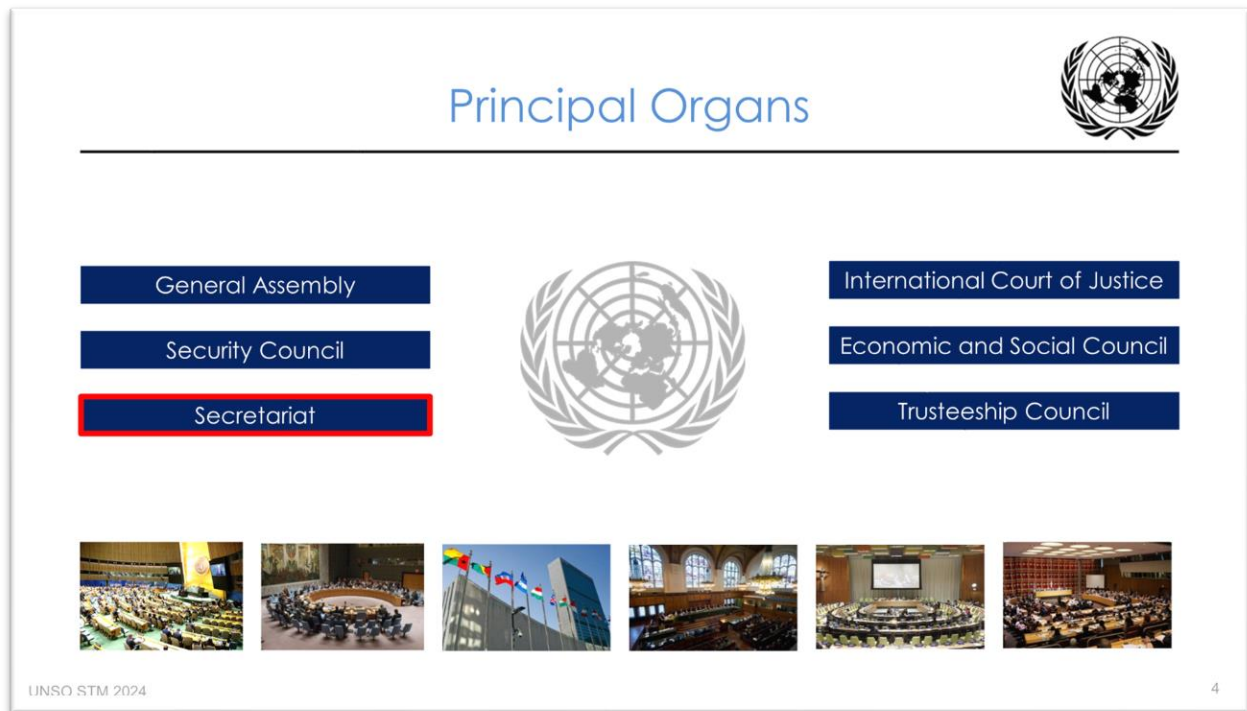 Principal Organs
General Assembly
Security Council
Secretariat
International Court of Justice
Economic and Social Council
Trusteeship Council
UNSO STM 2024
4